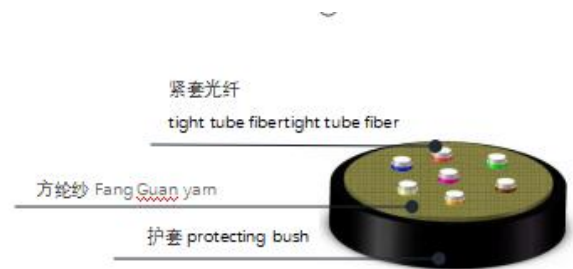 紧套光纤
tight tube fibertight tube fiber
方纶纱 Fang Guan yarn
护套 protecting bush